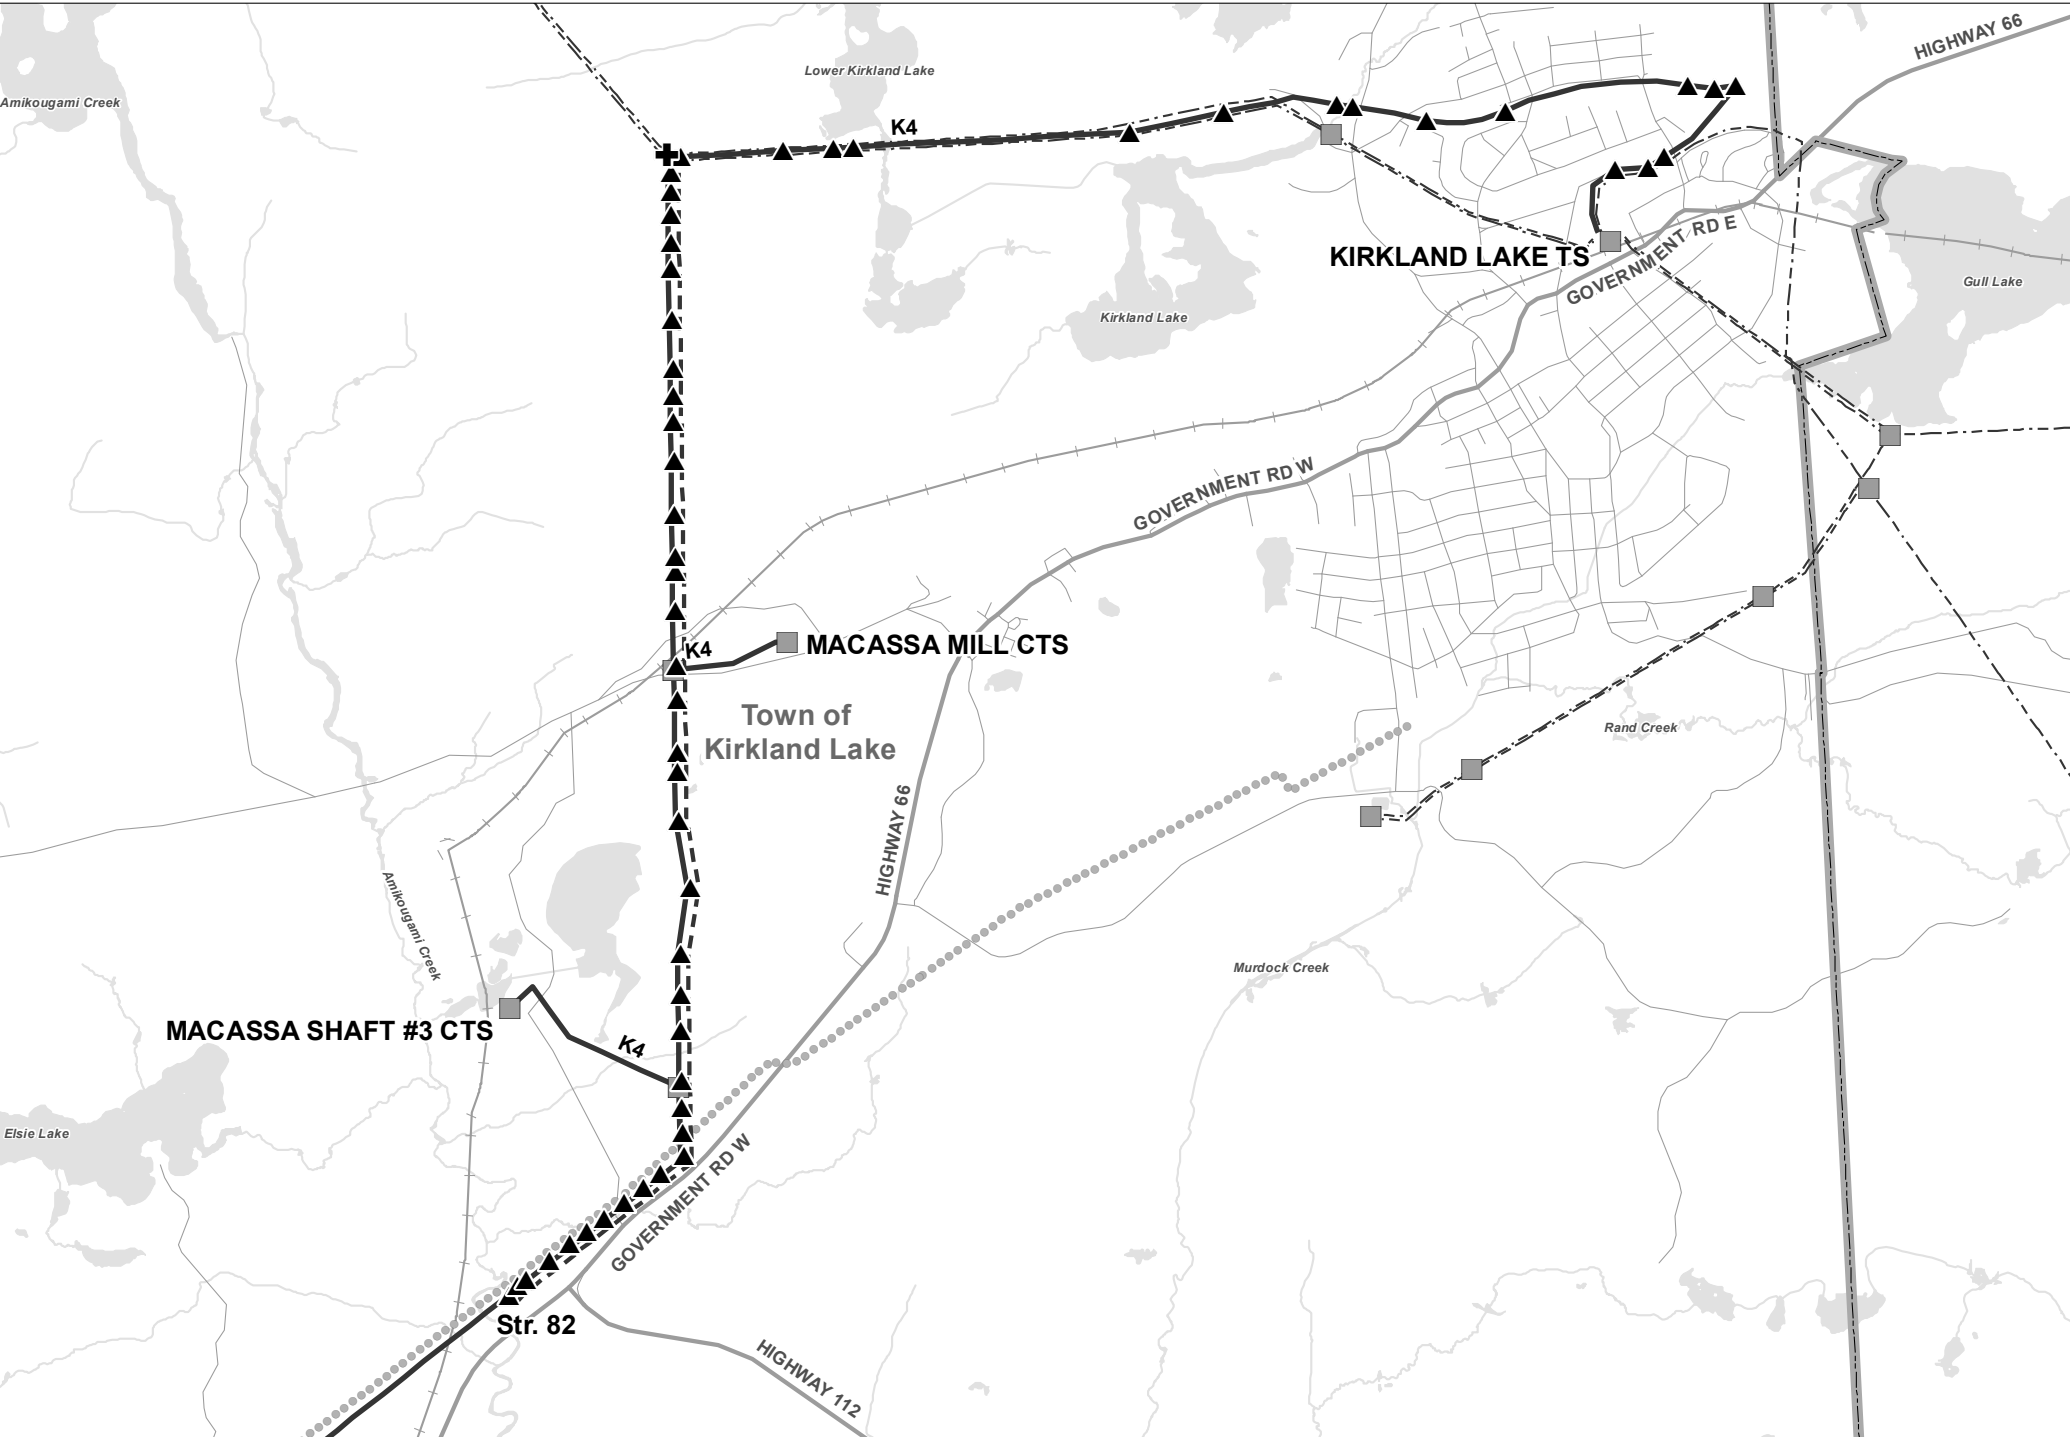 HIGHWAY 66
Lower Kirkland Lake
Amikougami Creek
K4
GOVERNMENT RD E
KIRKLAND LAKE TS
Gull Lake
Kirkland Lake
GOVERNMENT RD W
K4
MACASSA MILL CTS
Town of
Kirkland Lake
Rand Creek
HIGHWAY 66
Amikougami Creek
Murdock Creek
MACASSA SHAFT #3 CTS
K4
Elsie Lake
GOVERNMENT RD W
Str. 82
HIGHWAY 112